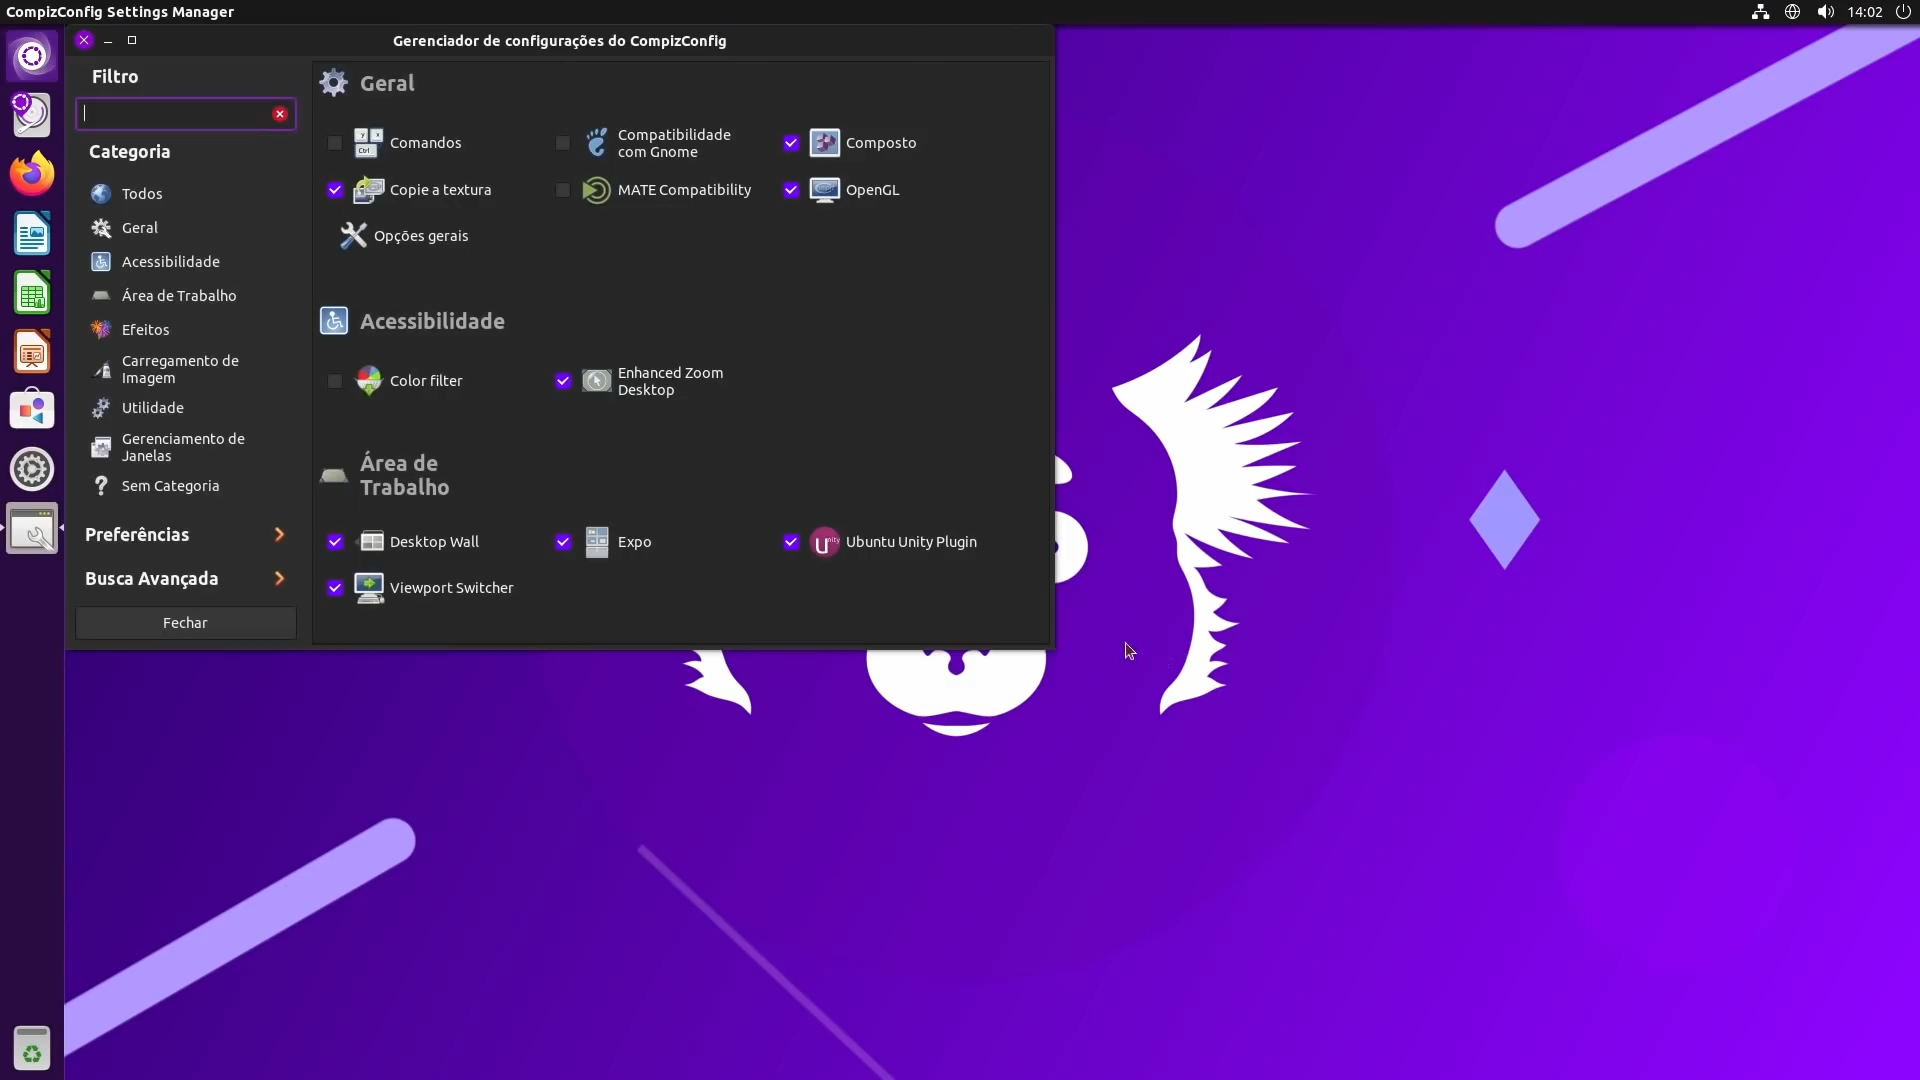 CompizConfig Settings Manager
14:02
Gerenciador de configurações do CompizConfig
Filtro
Categoria
Todos
Geral
Acessibilidade
Área de Trabalho
Efeitos
Carregamento de
Imagem
Utilidade
Gerenciamento de
Janelas
Sem Categoria
Preferências
Busca Avançada
Fechar
Geral
Comandos
Compatibilidade
com Gnome
Composto
Copie a textura
MATE Compatibility
OpenGL
Opções gerais
Acessibilidade
Color filter
Enhanced Zoom
Desktop
Área de
Trabalho
Desktop Wall
Expo
Ubuntu Unity Plugin
Viewport Switcher